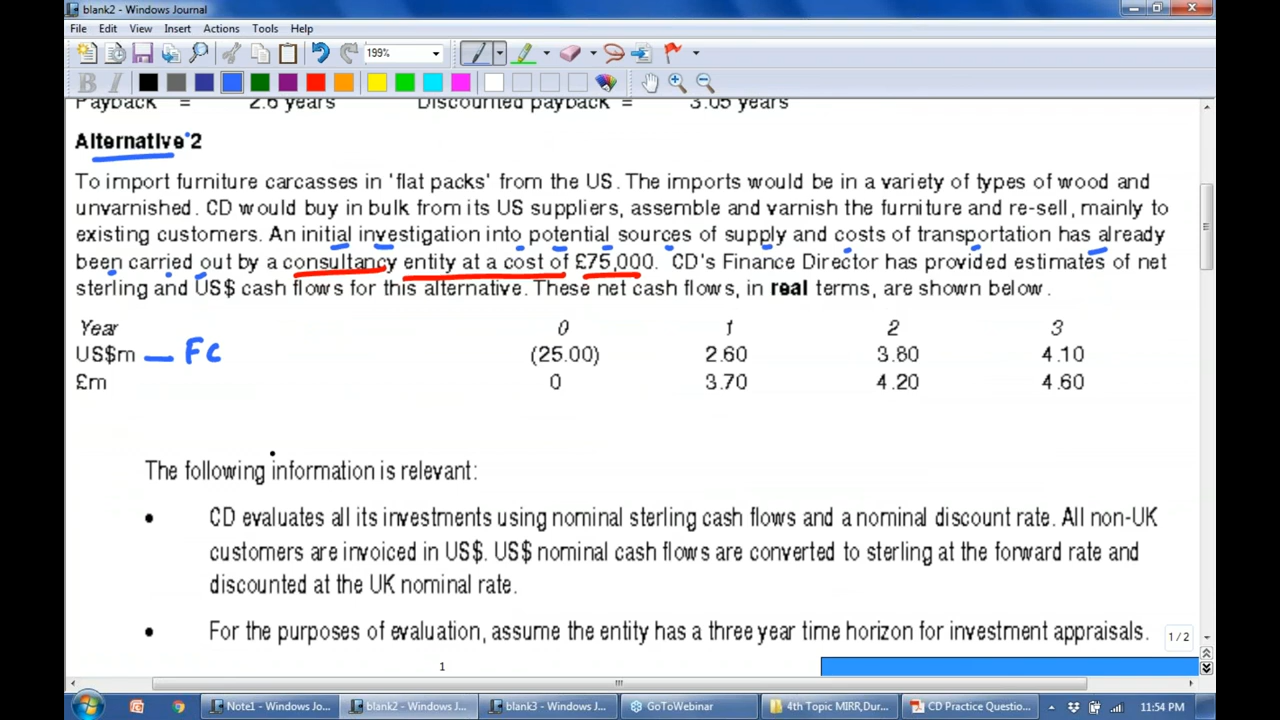 blank2 - Windows Journal
File Edit View Insert Actions Tools Help
199%
B I
Payback = 2.6 years Discounted payback = 3.05 years
Alternative 2
To import furniture carcasses in 'flat packs' from the US. The imports would be in a variety of types of wood and
unvarnished. CD would buy in bulk from its US suppliers, assemble and varnish the furniture and re-sell, mainly to
existing customers. An initial investigation into potential sources of supply and costs of transportation has already
been carried out by a consultancy entity at a cost of £75,000. CD's Finance Director has provided estimates of net
sterling and US$ cash flows for this alternative. These net cash flows, in real terms, are shown below.
Year 0 1 2 3
US$m — FC (25.00) 2.60 3.80 4.10
£m 0 3.70 4.20 4.60
The following information is relevant:
• CD evaluates all its investments using nominal sterling cash flows and a nominal discount rate. All non-UK
customers are invoiced in US$. US$ nominal cash flows are converted to sterling at the forward rate and
discounted at the UK nominal rate.
• For the purposes of evaluation, assume the entity has a three year time horizon for investment appraisals.
1/2
1
Note1 - Windows Jo... blank2 - Windows J... blank3 - Windows J... GoToWebinar 4th Topic MIRR,Dur... CD Practice Questio... 11:54 PM